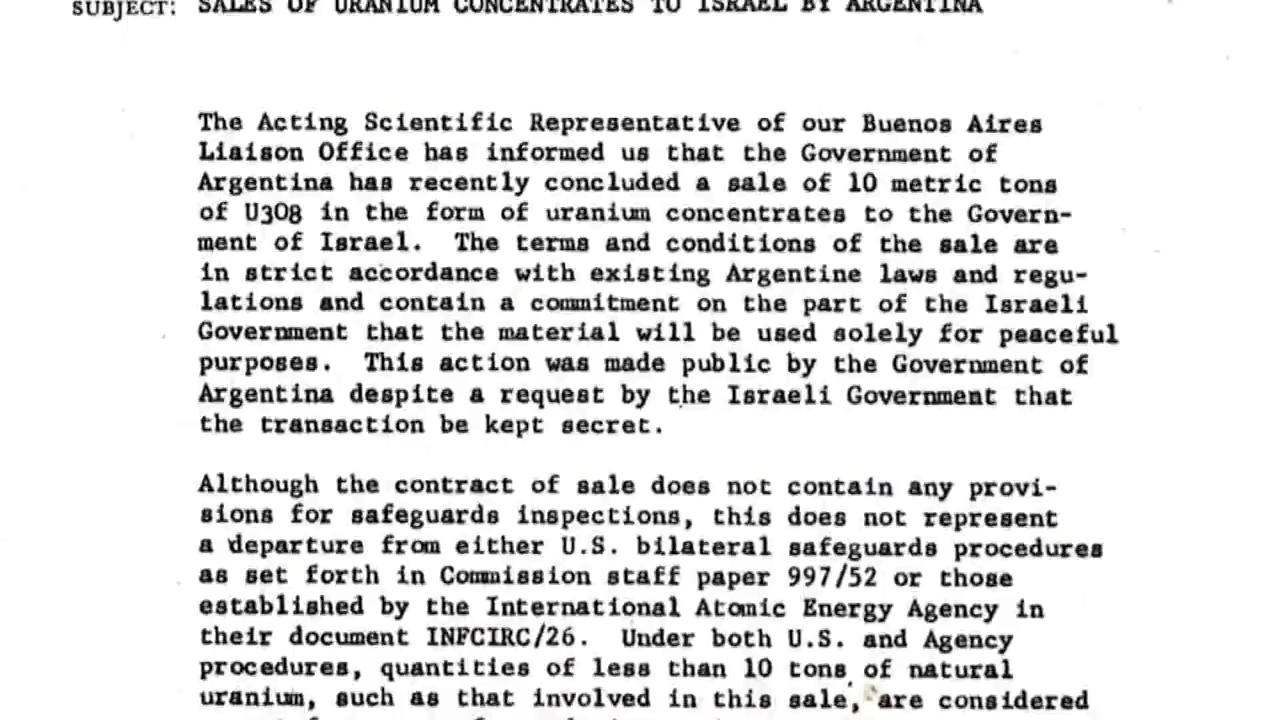 SUBJECT: SALES OF URANIUM CONCENTRATES TO ISRAEL BY ARGENTINA
The Acting Scientific Representative of our Buenos Aires
Liaison Office has informed us that the Government of
Argentina has recently concluded a sale of 10 metric tons
of U3O8 in the form of uranium concentrates to the Govern-
ment of Israel. The terms and conditions of the sale are
in strict accordance with existing Argentine laws and regu-
lations and contain a commitment on the part of the Israeli
Government that the material will be used solely for peaceful
purposes. This action was made public by the Government of
Argentina despite a request by the Israeli Government that
the transaction be kept secret.
Although the contract of sale does not contain any provi-
sions for safeguards inspections, this does not represent
a departure from either U.S. bilateral safeguards procedures
as set forth in Commission staff paper 997/52 or those
established by the International Atomic Energy Agency in
their document INFCIRC/26. Under both U.S. and Agency
procedures, quantities of less than 10 tons of natural
uranium, such as that involved in this sale, are considered